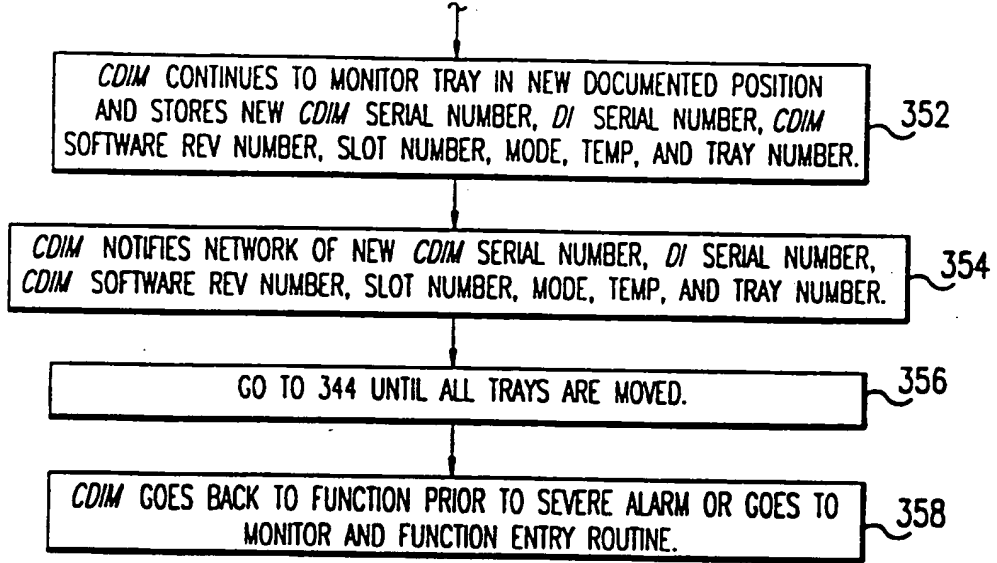 CDIM CONTINUES TO MONITOR TRAY IN NEW DOCUMENTED POSITION
AND STORES NEW CDIM SERIAL NUMBER, DI SERIAL NUMBER, CDIM
SOFTWARE REV NUMBER, SLOT NUMBER, MODE, TEMP, AND TRAY NUMBER.
352
CDIM NOTIFIES NETWORK OF NEW CDIM SERIAL NUMBER, DI SERIAL NUMBER,
CDIM SOFTWARE REV NUMBER, SLOT NUMBER, MODE, TEMP, AND TRAY NUMBER.
354
GO TO 344 UNTIL ALL TRAYS ARE MOVED.
356
CDIM GOES BACK TO FUNCTION PRIOR TO SEVERE ALARM OR GOES TO
MONITOR AND FUNCTION ENTRY ROUTINE.
358